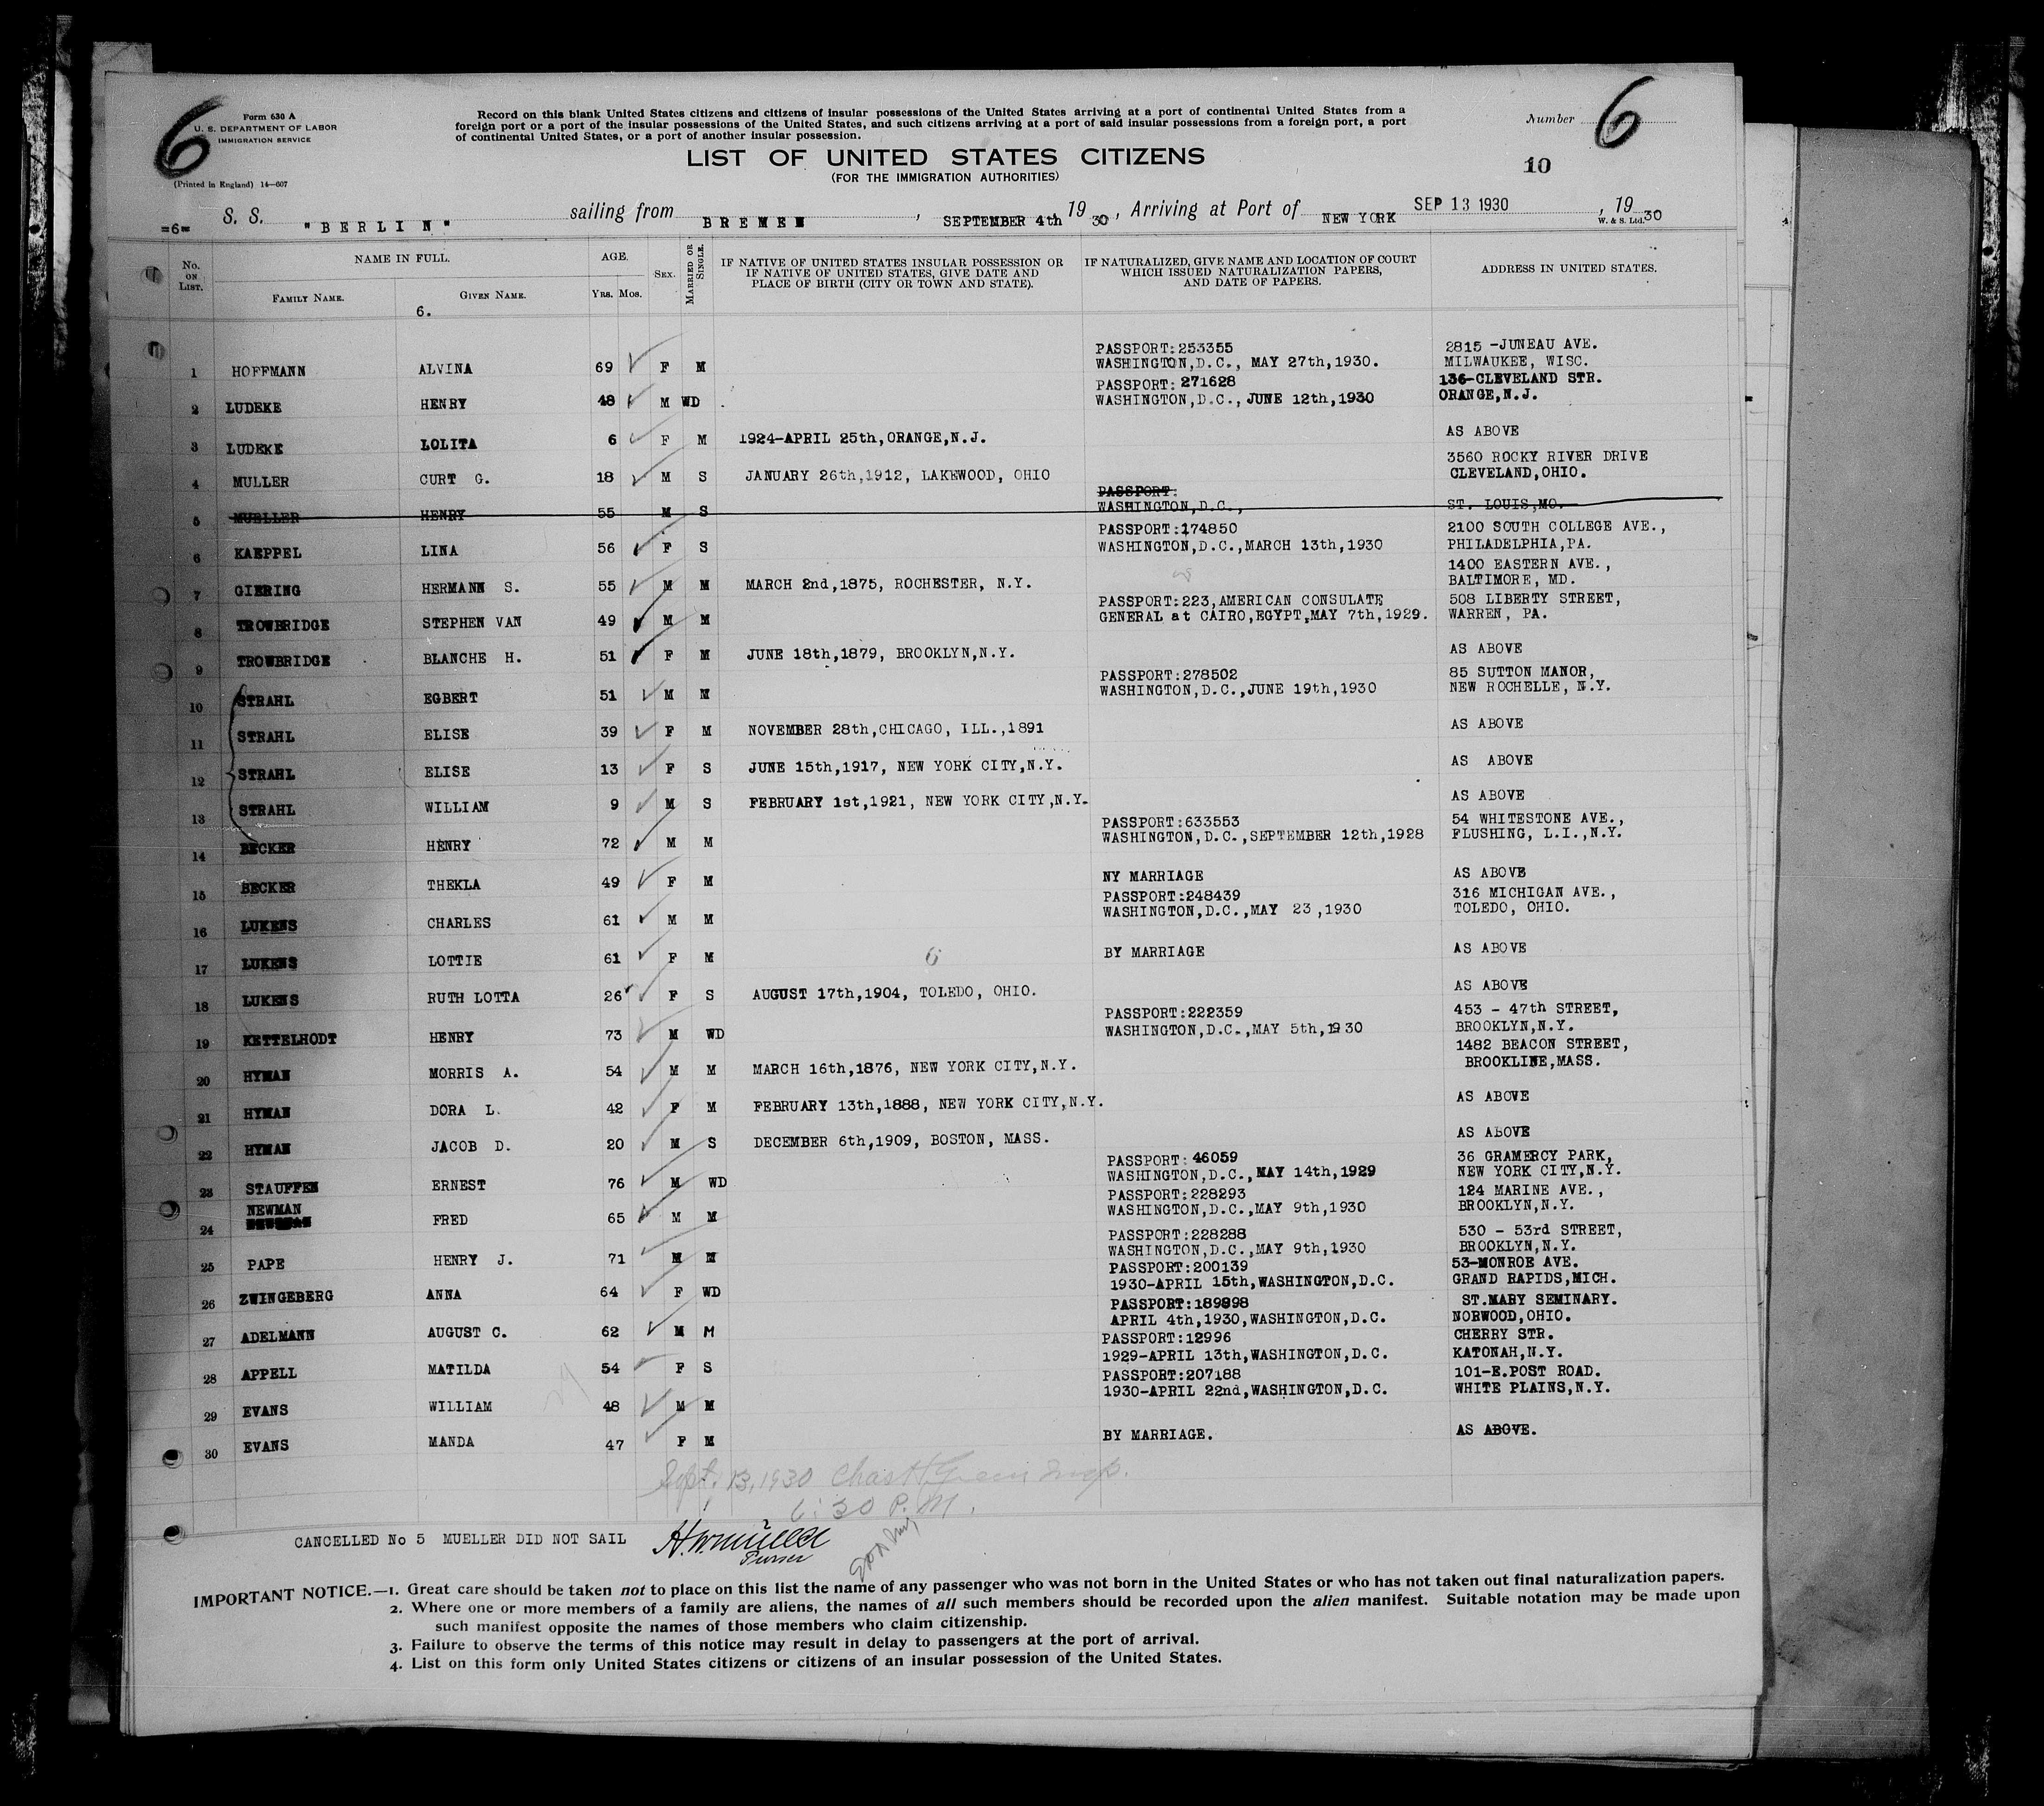 6
Form 630 A
U. S. DEPARTMENT OF LABOR
IMMIGRATION SERVICE
(Printed in England) 14—607
Record on this blank United States citizens and citizens of insular possessions of the United States arriving at a port of continental United States from a
foreign port or a port of the insular possessions of the United States, and such citizens arriving at a port of said insular possessions from a foreign port, a port
of continental United States, or a port of another insular possession.
Number 6
LIST OF UNITED STATES CITIZENS
(FOR THE IMMIGRATION AUTHORITIES)
10
=6= S. S. "BERLIN" sailing from BREMEN, SEPTEMBER 4th 1930, Arriving at Port of NEW YORK SEP 13 1930, 1930
W. & S. Ltd.
No. ON LIST. NAME IN FULL. FAMILY NAME. GIVEN NAME. AGE. YRS. MOS. SEX. MARRIED OR SINGLE. IF NATIVE OF UNITED STATES INSULAR POSSESSION OR IF NATIVE OF UNITED STATES, GIVE DATE AND PLACE OF BIRTH (CITY OR TOWN AND STATE). IF NATURALIZED, GIVE NAME AND LOCATION OF COURT WHICH ISSUED NATURALIZATION PAPERS, AND DATE OF PAPERS. ADDRESS IN UNITED STATES.
6.
1 HOFFMANN ALVINA 69 F M PASSPORT:253355 WASHINGTON,D.C., MAY 27th,1930. 2815 -JUNEAU AVE. MILWAUKEE, WISC.
2 LUDEKE HENRY 48 M WD PASSPORT: 271628 WASHINGTON,D.C., JUNE 12th,1930 136-CLEVELAND STR. ORANGE,N.J.
3 LUDEKE LOLITA 6 F M 1924-APRIL 25th,ORANGE,N.J. AS ABOVE
4 MULLER CURT G. 18 M S JANUARY 26th,1912, LAKEWOOD, OHIO 3560 ROCKY RIVER DRIVE CLEVELAND,OHIO.
5 MUELLER HENRY 55 M S PASSPORT: WASHINGTON,D.C., ST. LOUIS,MO.
6 KAEPPEL LINA 56 F S PASSPORT:174850 WASHINGTON,D.C.,MARCH 13th,1930 2100 SOUTH COLLEGE AVE., PHILADELPHIA,PA.
7 GIERING HERMANN S. 55 M M MARCH 2nd,1875, ROCHESTER, N.Y. 1400 EASTERN AVE., BALTIMORE, MD.
8 TROWBRIDGE STEPHEN VAN 49 M M PASSPORT:223,AMERICAN CONSULATE GENERAL at CAIRO,EGYPT,MAY 7th,1929. 508 LIBERTY STREET, WARREN, PA.
9 TROWBRIDGE BLANCHE H. 51 F M JUNE 18th,1879, BROOKLYN,N.Y. AS ABOVE
10 STRAHL EGBERT 51 M M PASSPORT:278502 WASHINGTON,D.C.,JUNE 19th,1930 85 SUTTON MANOR, NEW ROCHELLE, N.Y.
11 STRAHL ELISE 39 F M NOVEMBER 28th,CHICAGO, ILL.,1891 AS ABOVE
12 STRAHL ELISE 13 F S JUNE 15th,1917, NEW YORK CITY,N.Y. AS ABOVE
13 STRAHL WILLIAM 9 M S FEBRUARY 1st,1921, NEW YORK CITY,N.Y. AS ABOVE
14 BECKER HENRY 72 M M PASSPORT:633553 WASHINGTON,D.C.,SEPTEMBER 12th,1928 54 WHITESTONE AVE., FLUSHING, L.I.,N.Y.
15 BECKER THEKLA 49 F M NY MARRIAGE AS ABOVE
16 LUKENS CHARLES 61 M M PASSPORT:248439 WASHINGTON,D.C.,MAY 23,1930 316 MICHIGAN AVE., TOLEDO, OHIO.
17 LUKENS LOTTIE 61 F M 6 BY MARRIAGE AS ABOVE
18 LUKENS RUTH LOTTA 26 F S AUGUST 17th,1904, TOLEDO, OHIO. AS ABOVE
19 KETTELHODT HENRY 73 M WD PASSPORT:222359 WASHINGTON,D.C.,MAY 5th,1930 453 - 47th STREET, BROOKLYN,N.Y.
20 HYMAN MORRIS A. 54 M M MARCH 16th,1876, NEW YORK CITY,N.Y. 1482 BEACON STREET, BROOKLINE,MASS.
21 HYMAN DORA L. 42 F M FEBRUARY 13th,1888, NEW YORK CITY,N.Y. AS ABOVE
22 HYMAN JACOB D. 20 M S DECEMBER 6th,1909, BOSTON, MASS. AS ABOVE
23 STAUFFEN ERNEST 76 M WD PASSPORT: 46059 WASHINGTON,D.C., MAY 14th,1929 36 GRAMERCY PARK, NEW YORK CITY,N.Y.
24 NEWMAN FRED 65 M M PASSPORT:228293 WASHINGTON,D.C.,MAY 9th,1930 124 MARINE AVE., BROOKLYN,N.Y.
25 PAPE HENRY J. 71 M M PASSPORT:228288 WASHINGTON,D.C.,MAY 9th,1930 530 - 53rd STREET, BROOKLYN,N.Y.
26 ZWINGEBERG ANNA 64 F WD PASSPORT:200139 1930-APRIL 15th,WASHINGTON,D.C. 53-MONROE AVE. GRAND RAPIDS,MICH.
27 ADELMANN AUGUST C. 62 M M PASSPORT:189898 APRIL 4th,1930,WASHINGTON,D.C. ST.MARY SEMINARY. NORWOOD,OHIO.
28 APPELL MATILDA 54 F S PASSPORT:12996 1929-APRIL 13th,WASHINGTON,D.C. CHERRY STR. KATONAH,N.Y.
29 EVANS WILLIAM 48 M M PASSPORT:207188 1930-APRIL 22nd,WASHINGTON,D.C. 101-E.POST ROAD. WHITE PLAINS,N.Y.
30 EVANS MANDA 47 F M BY MARRIAGE. AS ABOVE.
Sept. 13, 1930 Chas H. Green Insp.
6:30 P.M.
CANCELLED No 5 MUELLER DID NOT SAIL H. W. Müller
Purser
IMPORTANT NOTICE.—1. Great care should be taken not to place on this list the name of any passenger who was not born in the United States or who has not taken out final naturalization papers.
2. Where one or more members of a family are aliens, the names of all such members should be recorded upon the alien manifest. Suitable notation may be made upon
such manifest opposite the names of those members who claim citizenship.
3. Failure to observe the terms of this notice may result in delay to passengers at the port of arrival.
4. List on this form only United States citizens or citizens of an insular possession of the United States.